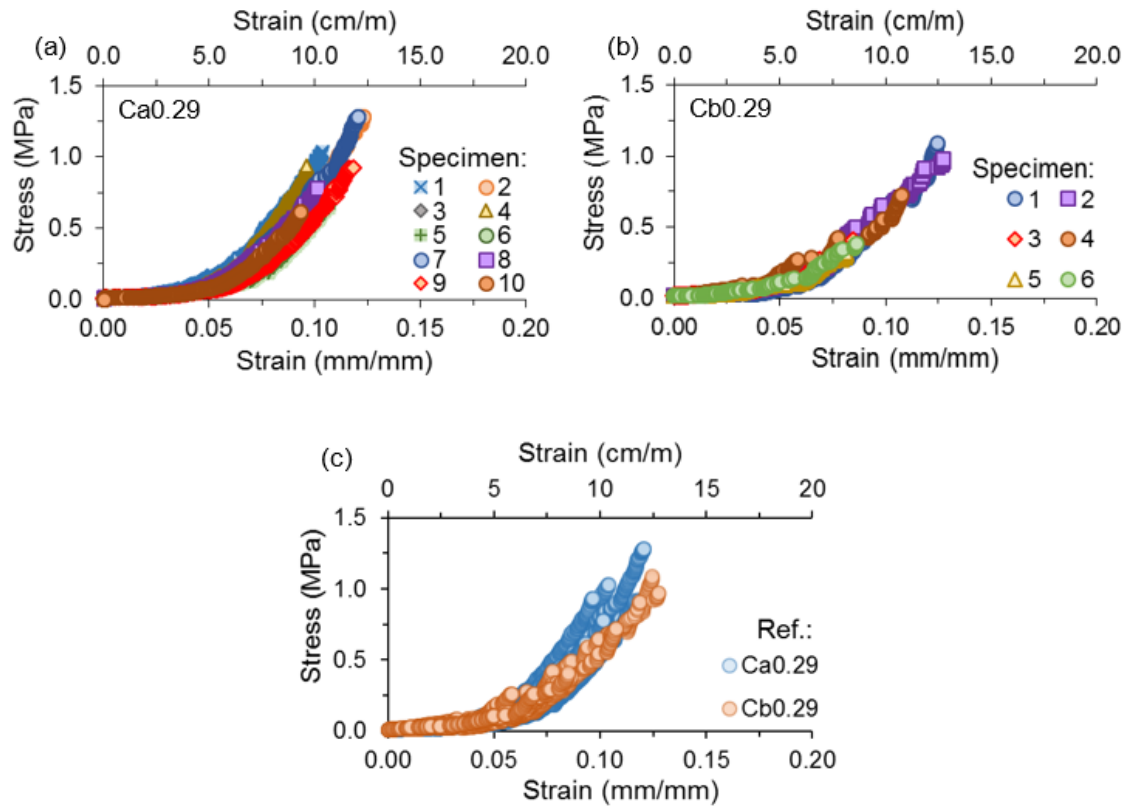 Strain (cm/m)
(a)
0.0 5.0 10.0 15.0 20.0
1.5
1.0
0.5
0.0
Stress (MPa)
Ca0.29
Specimen:
1 2
3 4
5 6
7 8
9 10
0.00 0.05 0.10 0.15 0.20
Strain (mm/mm)
Strain (cm/m)
(b)
0.0 5.0 10.0 15.0 20.0
1.5
1.0
0.5
0.0
Stress (MPa)
Cb0.29
Specimen:
1 2
3 4
5 6
0.00 0.05 0.10 0.15 0.20
Strain (mm/mm)
(c)
Strain (cm/m)
0 5 10 15 20
1.5
1.0
0.5
0.0
Stress (MPa)
Ref.:
Ca0.29
Cb0.29
0.00 0.05 0.10 0.15 0.20
Strain (mm/mm)